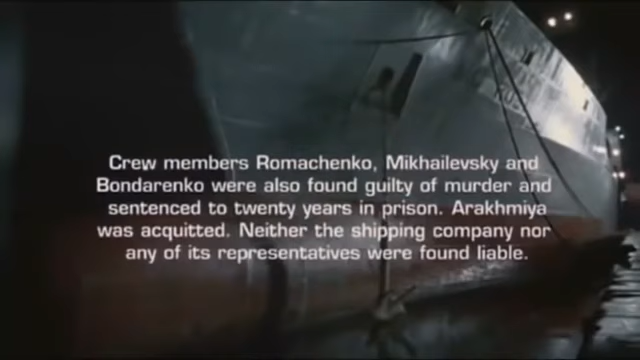 Crew members Romachenko, Mikhailevsky and
Bondarenko were also found guilty of murder and
sentenced to twenty years in prison. Arakhmiya
was acquitted. Neither the shipping company nor
any of its representatives were found liable.